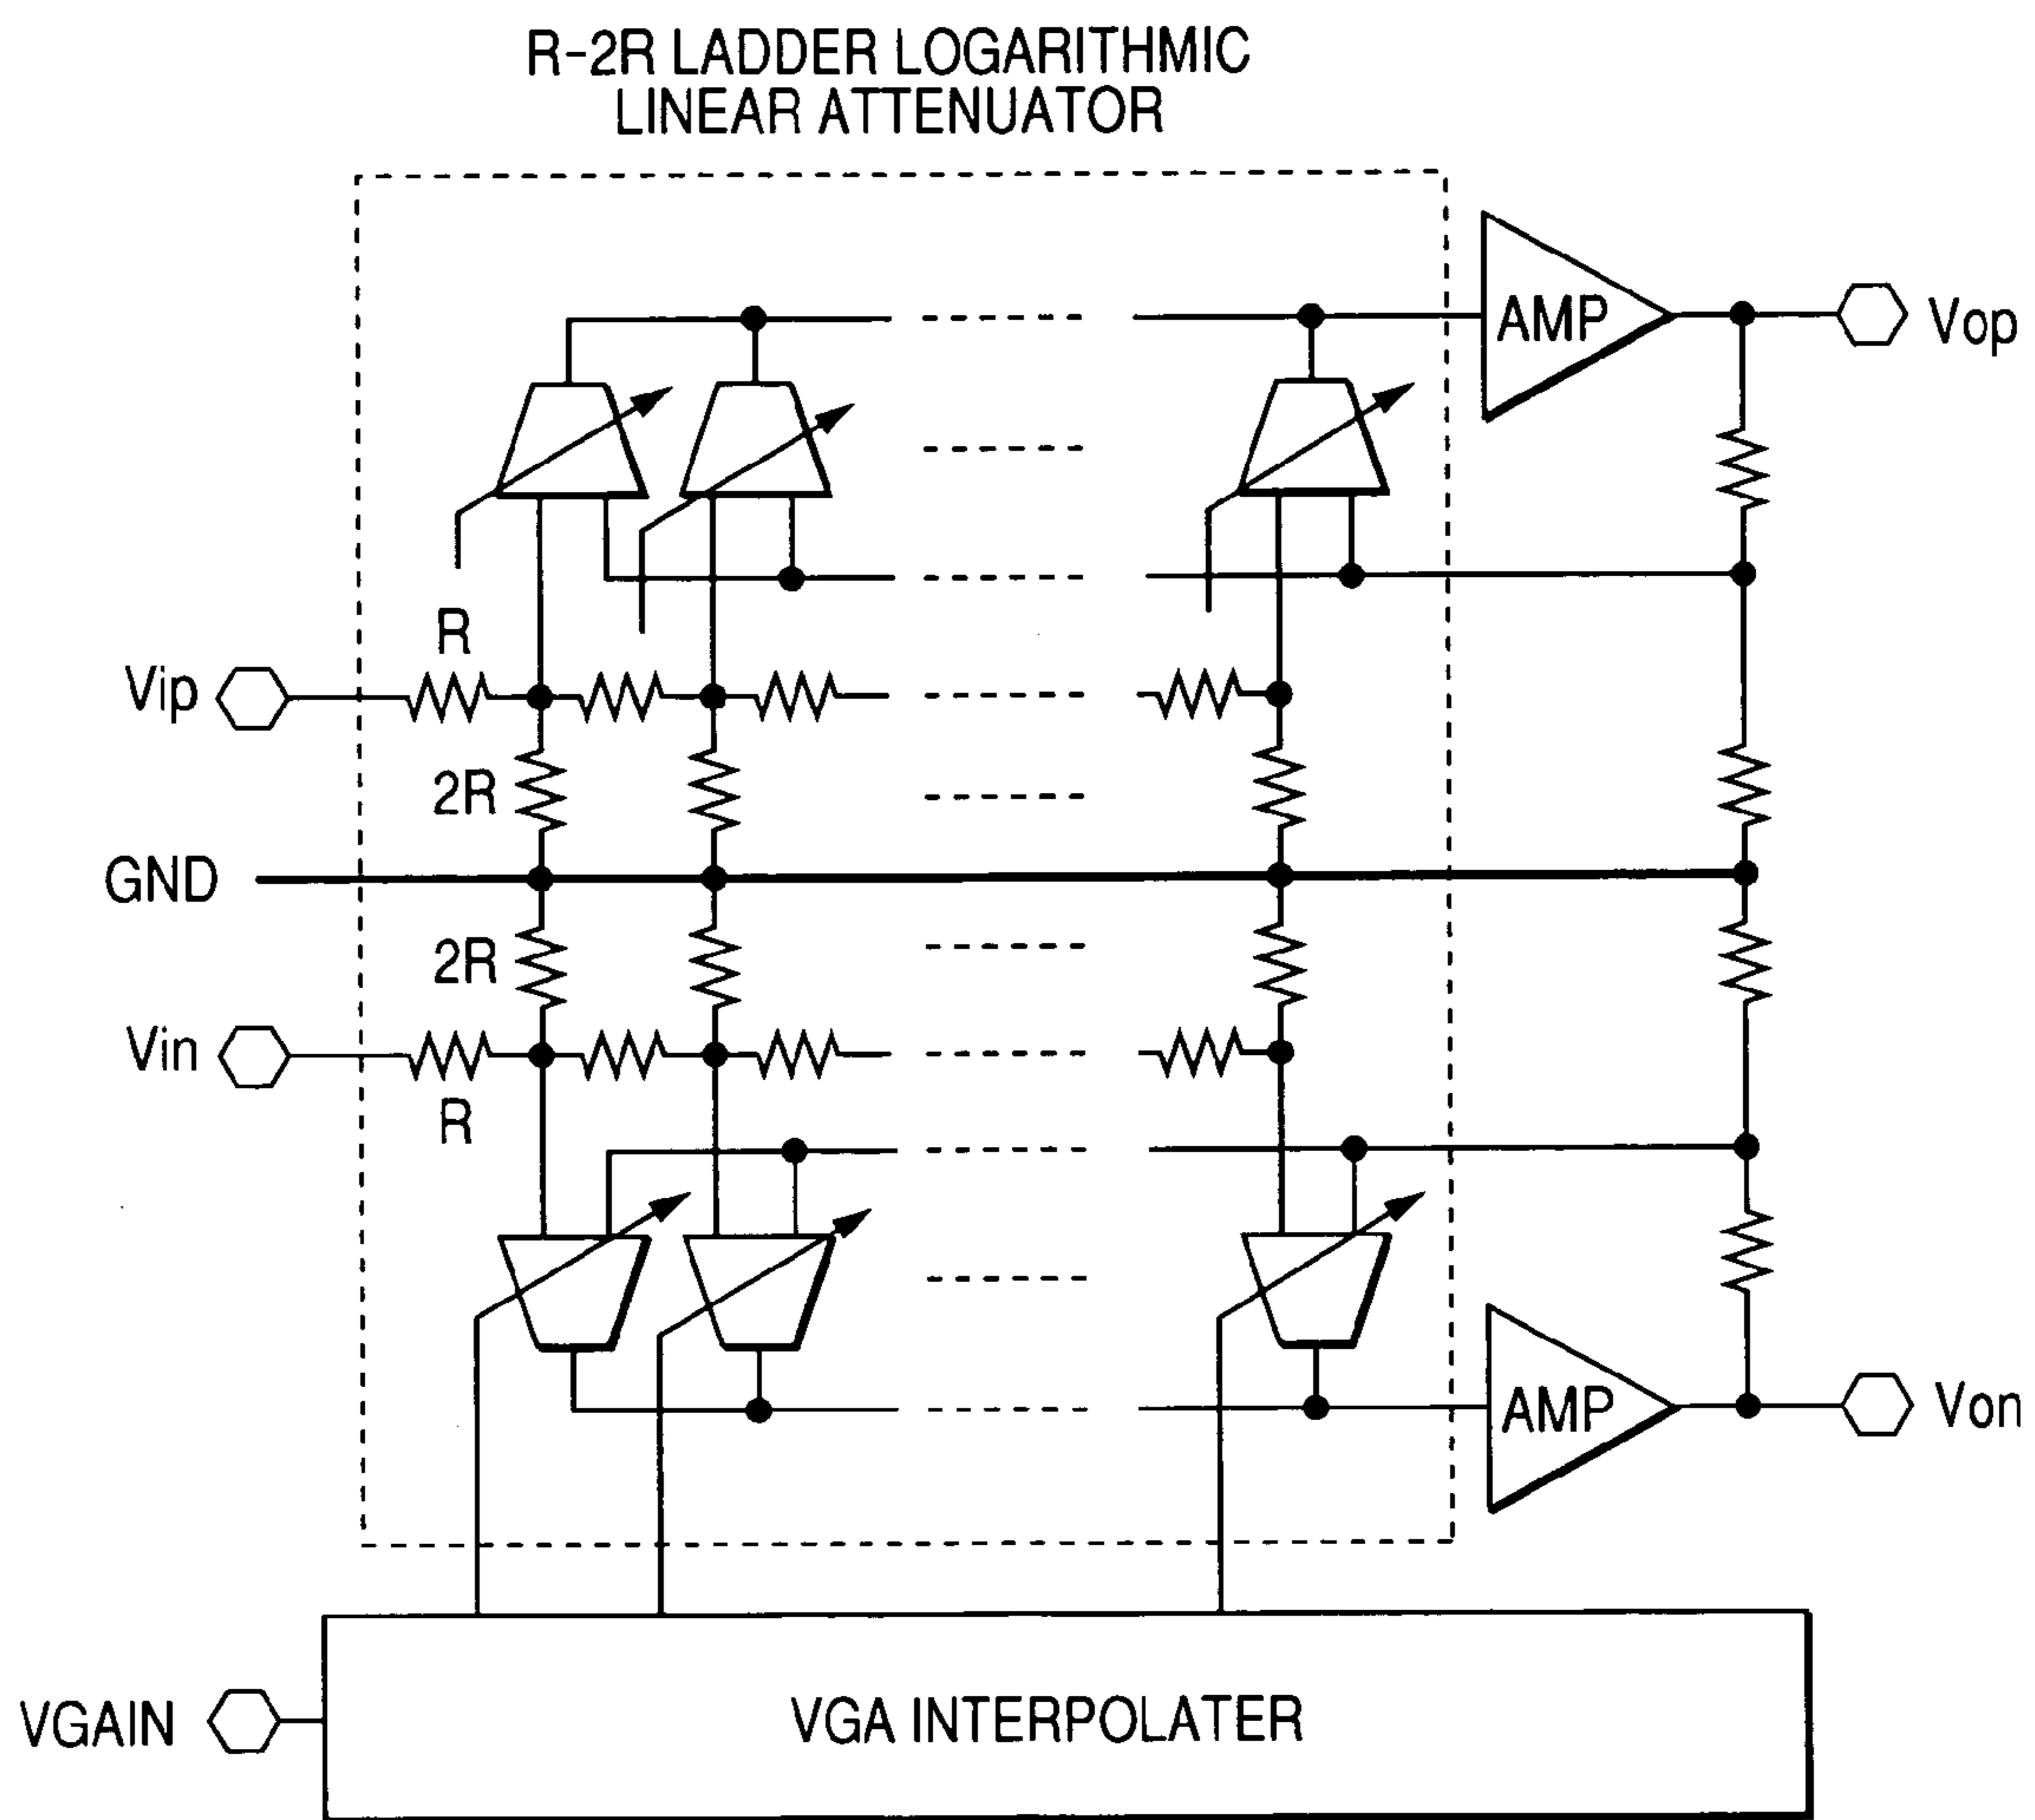 R-2R LADDER LOGARITHMIC
LINEAR ATTENUATOR
AMP
Vop
R
Vip
2R
GND
2R
Vin
R
AMP
Von
VGAIN
VGA INTERPOLATER